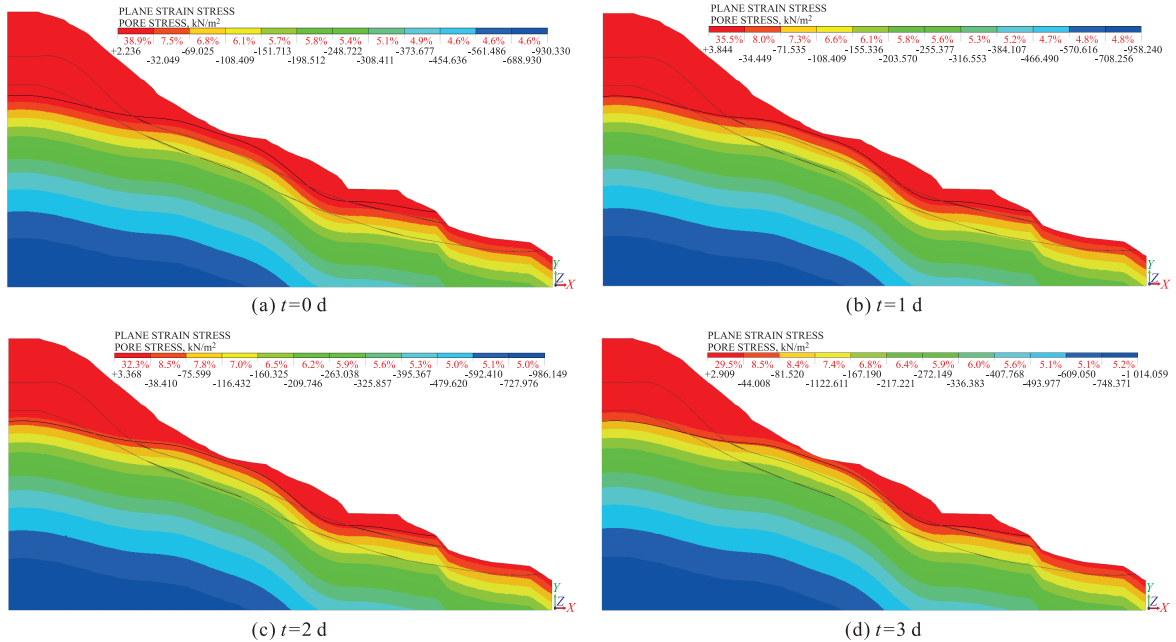 PLANE STRAIN STRESS
PORE STRESS, kN/m²
38.9% 7.5% 6.8% 6.1% 5.7% 5.8% 5.4% 5.1% 4.9% 4.6% 4.6% 4.6%
+2.236 -69.025 -151.713 -248.722 -373.677 -561.486 -930.330
-32.049 -108.409 -198.512 -308.411 -454.636 -688.930
Y
Z
X
(a) t=0 d
PLANE STRAIN STRESS
PORE STRESS, kN/m²
35.5% 8.0% 7.3% 6.6% 6.1% 5.8% 5.6% 5.3% 5.2% 4.7% 4.8% 4.8%
+3.844 -71.535 -155.336 -255.377 -384.107 -570.616 -958.240
-34.449 -108.409 -203.570 -316.553 -466.490 -708.256
Y
Z
X
(b) t=1 d
PLANE STRAIN STRESS
PORE STRESS, kN/m²
32.3% 8.5% 7.8% 7.0% 6.5% 6.2% 5.9% 5.6% 5.3% 5.0% 5.1% 5.0%
+3.368 -75.599 -160.325 -263.038 -395.367 -592.410 -986.149
-38.410 -116.432 -209.746 -325.857 -479.620 -727.976
Y
Z
X
(c) t=2 d
PLANE STRAIN STRESS
PORE STRESS, kN/m²
29.5% 8.5% 8.4% 7.4% 6.8% 6.4% 5.9% 6.0% 5.6% 5.1% 5.1% 5.2%
+2.909 -81.520 -167.190 -272.149 -407.768 -609.050 -1 014.059
-44.008 -1122.611 -217.221 -336.383 -493.977 -748.371
Y
Z
X
(d) t=3 d